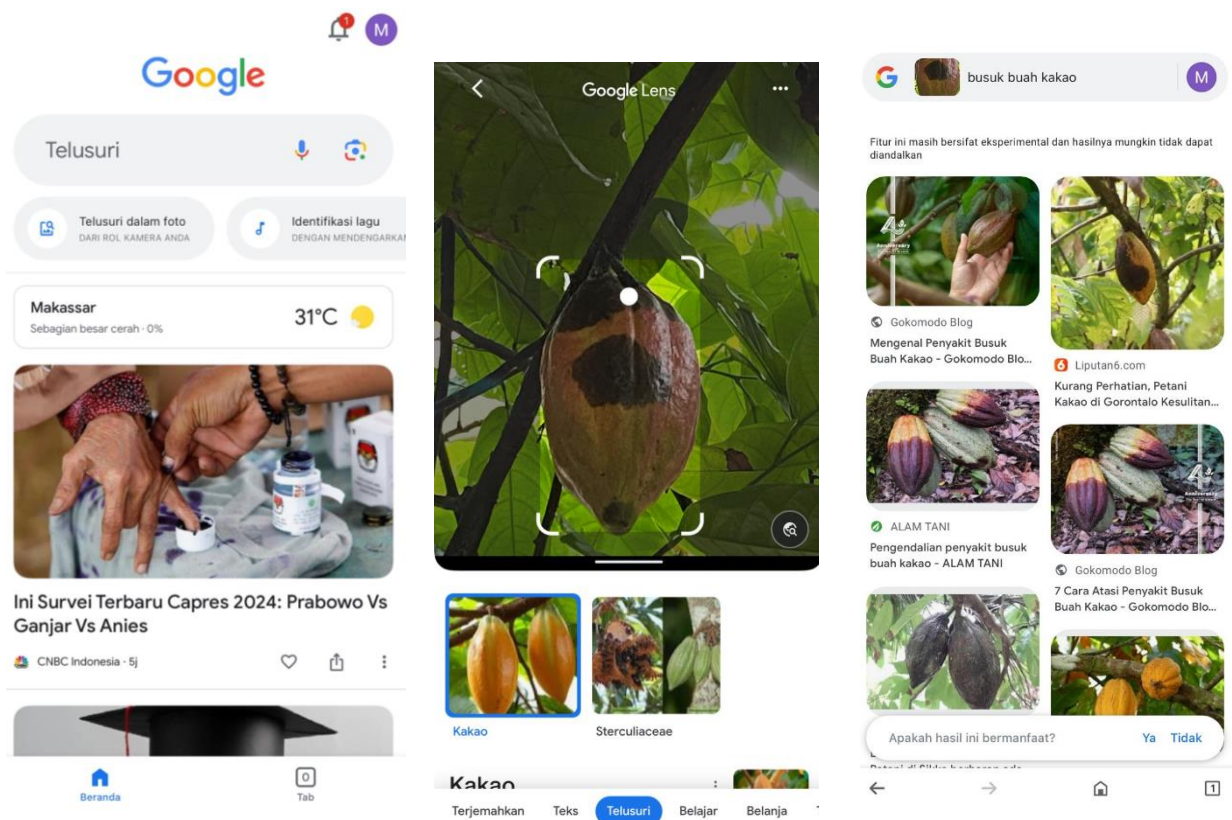 1
M
Google
Telusuri
Telusuri dalam foto
DARI ROL KAMERA ANDA
Identifikasi lagu
DENGAN MENDENGARKAN
Makassar
Sebagian besar cerah · 0%
31°C
Ini Survei Terbaru Capres 2024: Prabowo Vs
Ganjar Vs Anies
CNBC Indonesia · 5j
Beranda
0
Tab
Google Lens
Kakao
Sterculiaceae
Kakao
Terjemahkan
Teks
Telusuri
Belajar
Belanja
G
busuk buah kakao
M
Fitur ini masih bersifat eksperimental dan hasilnya mungkin tidak dapat
diandalkan
Gokomodo Blog
Mengenal Penyakit Busuk
Buah Kakao - Gokomodo Blo...
6 Liputan6.com
Kurang Perhatian, Petani
Kakao di Gorontalo Kesulitan...
ALAM TANI
Pengendalian penyakit busuk
buah kakao - ALAM TANI
Anniversary
Gokomodo Blog
7 Cara Atasi Penyakit Busuk
Buah Kakao - Gokomodo Blo...
Apakah hasil ini bermanfaat?
Ya
Tidak
1